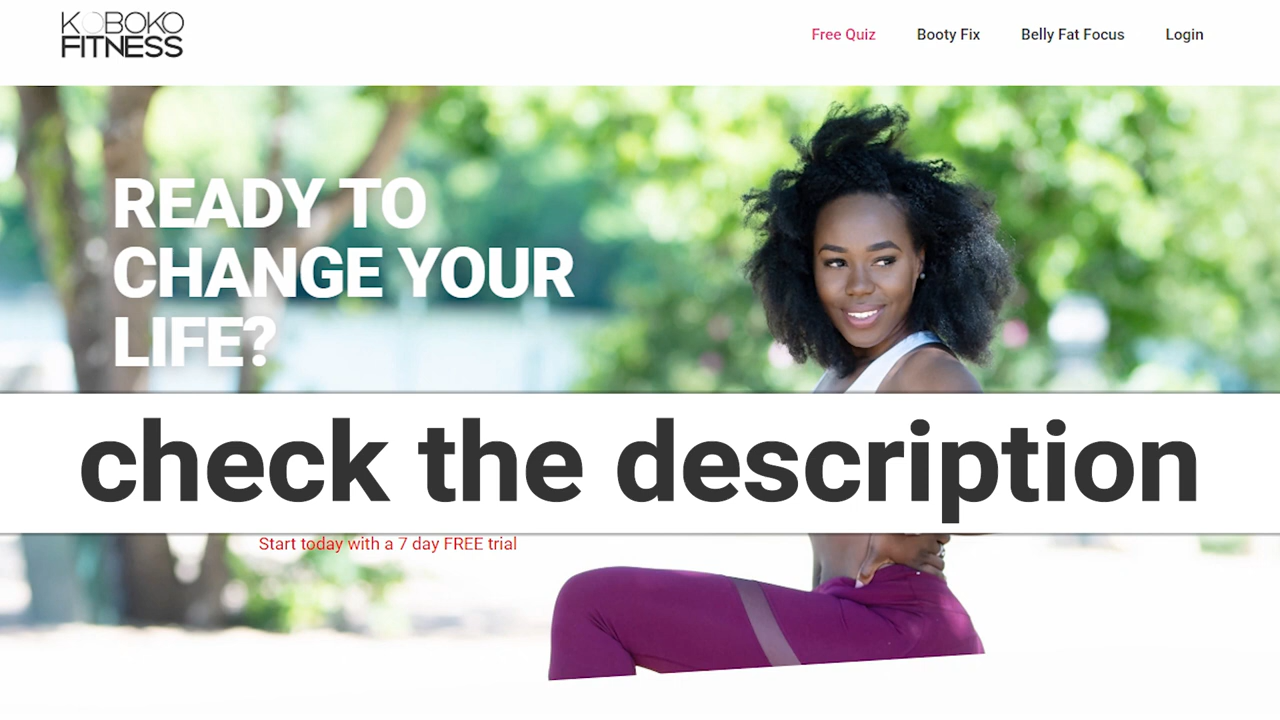 KOBOKO
FITNESS
Free Quiz
Booty Fix
Belly Fat Focus
Login
READY TO
CHANGE YOUR
LIFE?
check the description
Start today with a 7 day FREE trial